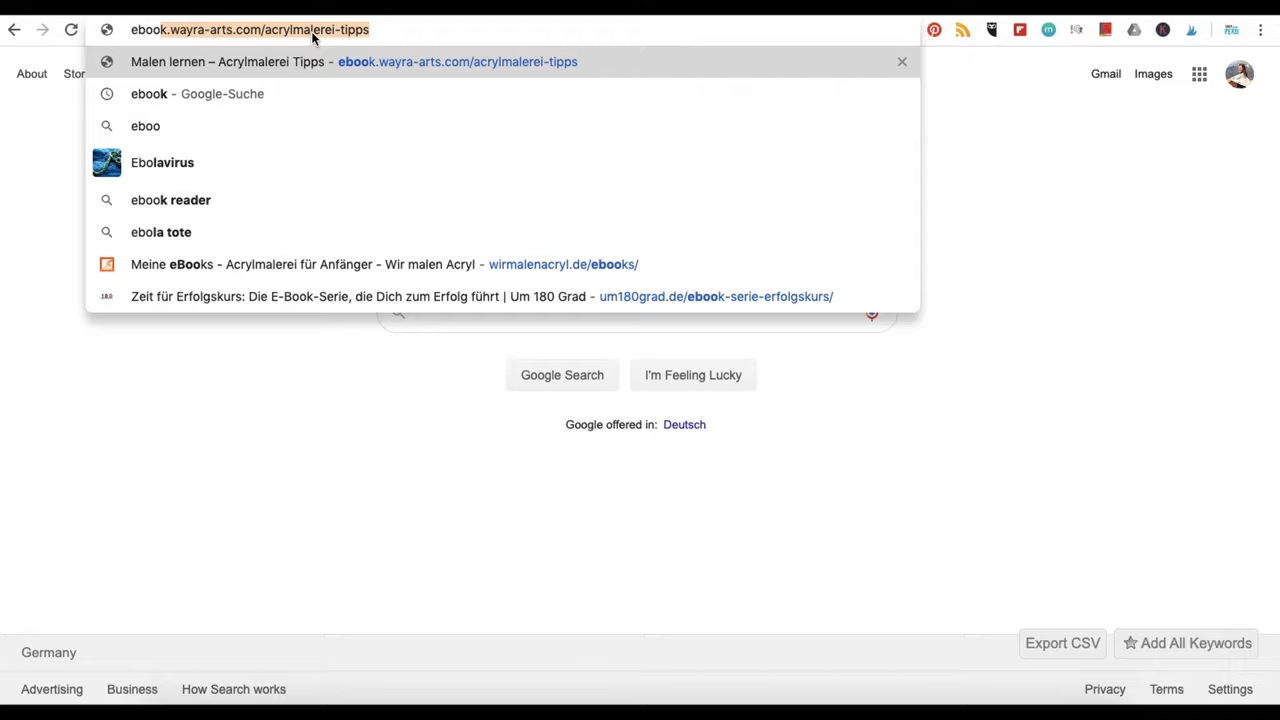 ebook.wayra-arts.com/acrylmalerei-tipps
Malen lernen – Acrylmalerei Tipps - ebook.wayra-arts.com/acrylmalerei-tipps
About
Stor
Gmail
Images
ebook - Google-Suche
eboo
Ebolavirus
ebook reader
ebola tote
Meine eBooks - Acrylmalerei für Anfänger - Wir malen Acryl - wirmalenacryl.de/ebooks/
Zeit für Erfolgskurs: Die E-Book-Serie, die Dich zum Erfolg führt | Um 180 Grad - um180grad.de/ebook-serie-erfolgskurs/
Google Search
I'm Feeling Lucky
Google offered in: Deutsch
Export CSV
Add All Keywords
Germany
Advertising
Business
How Search works
Privacy
Terms
Settings